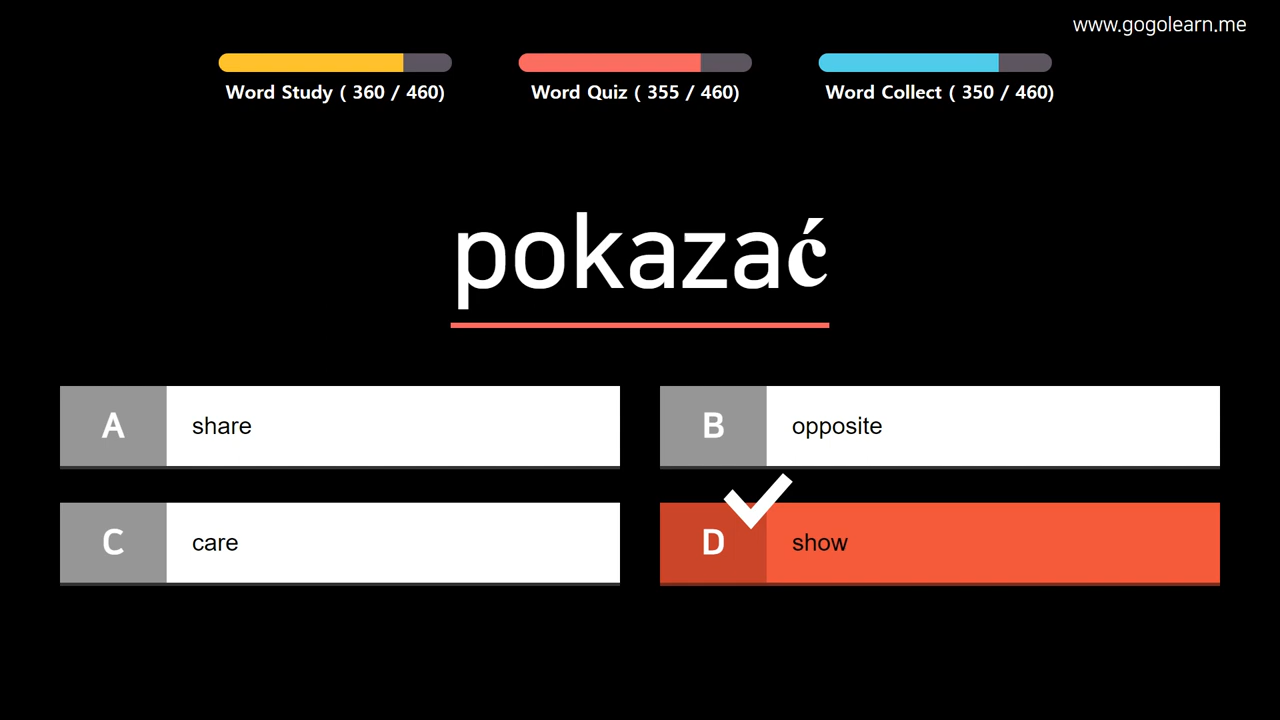 www.gogolearn.me
Word Study ( 360 / 460)
Word Quiz ( 355 / 460)
Word Collect ( 350 / 460)
pokazać
A share
B opposite
C care
D show